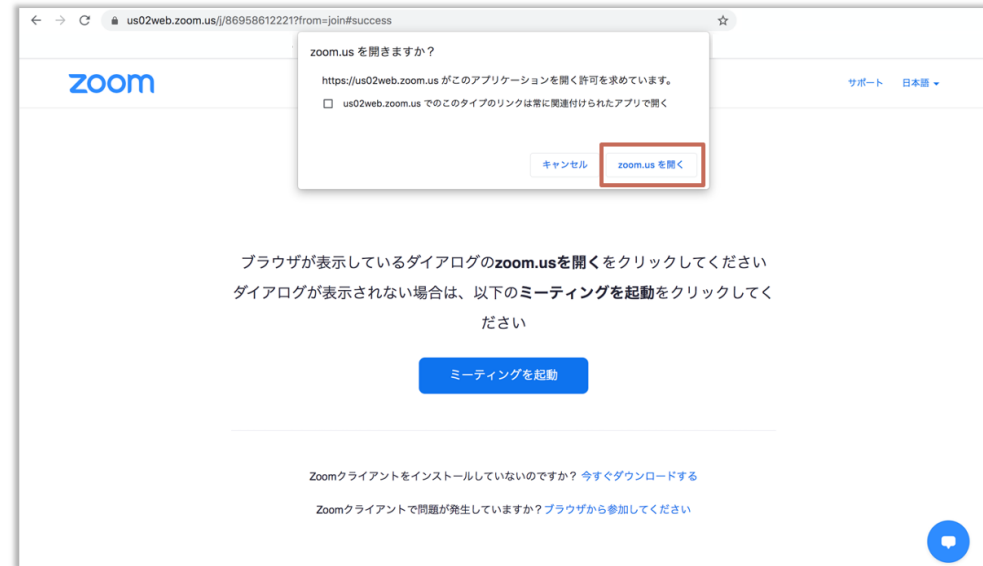 us02web.zoom.us/j/86958612221?from=join#success
zoom.us を開きますか？
https://us02web.zoom.us がこのアプリケーションを開く許可を求めています。
us02web.zoom.us でのこのタイプのリンクは常に関連付けられたアプリで開く
キャンセル
zoom.us を開く
zoom
サポート 日本語
ブラウザが表示しているダイアログのzoom.usを開くをクリックしてください
ダイアログが表示されない場合は、以下のミーティングを起動をクリックしてく
ださい
ミーティングを起動
Zoomクライアントをインストールしていないのですか？ 今すぐダウンロードする
Zoomクライアントで問題が発生していますか？ブラウザから参加してください